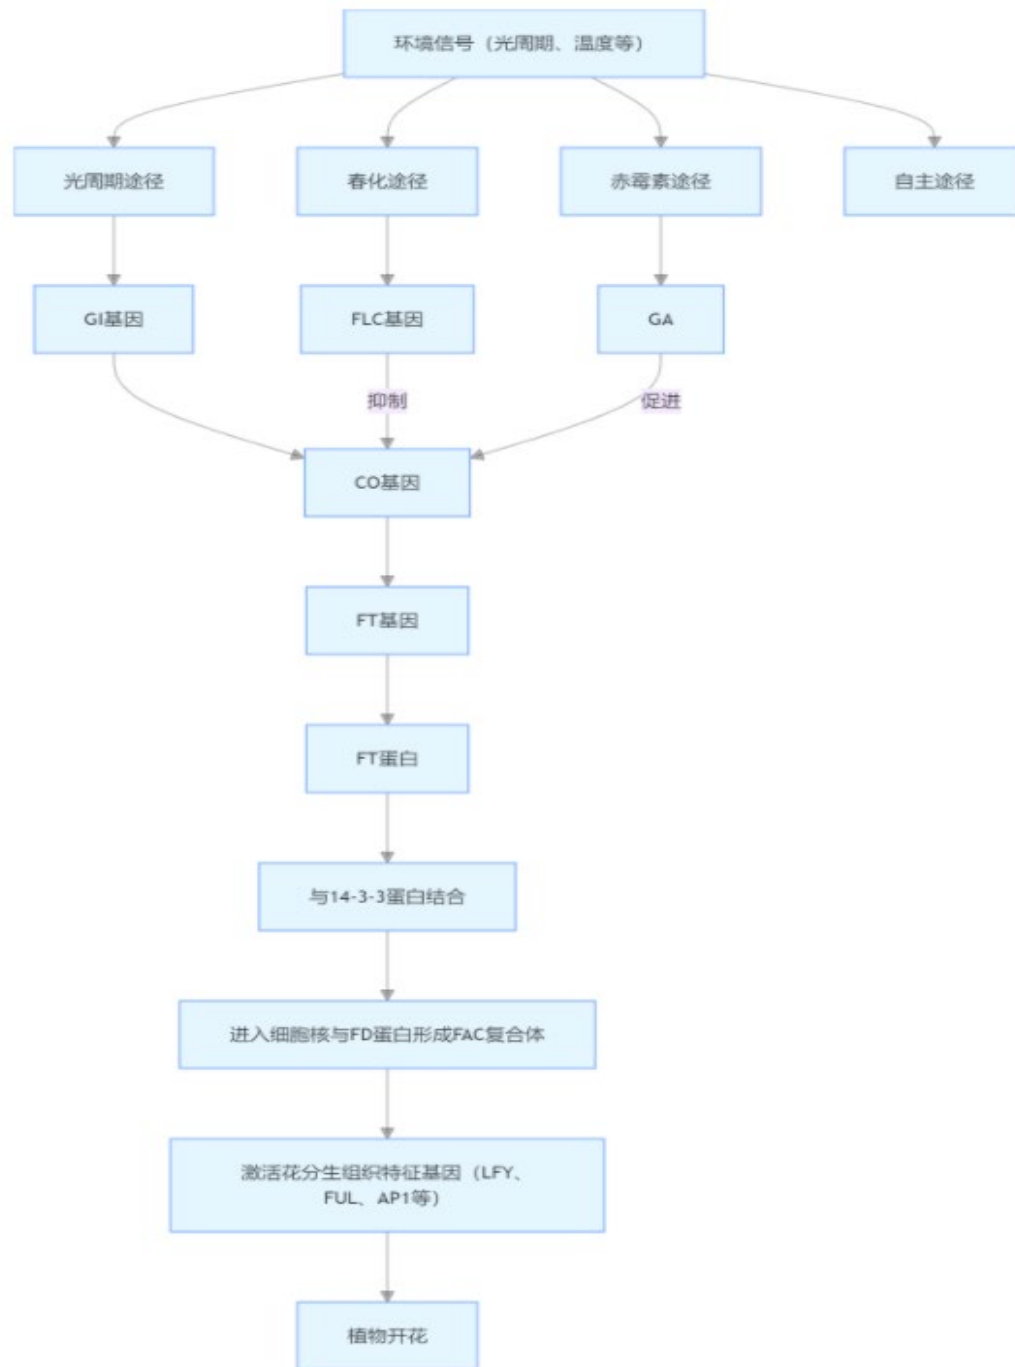 环境信号（光周期、温度等）
光周期途径
春化途径
赤霉素途径
自主途径
GI基因
FLC基因
GA
抑制
促进
CO基因
FT基因
FT蛋白
与14-3-3蛋白结合
进入细胞核与FD蛋白形成FAC复合体
激活花分生组织特征基因（LFY、
FUL、AP1等）
植物开花